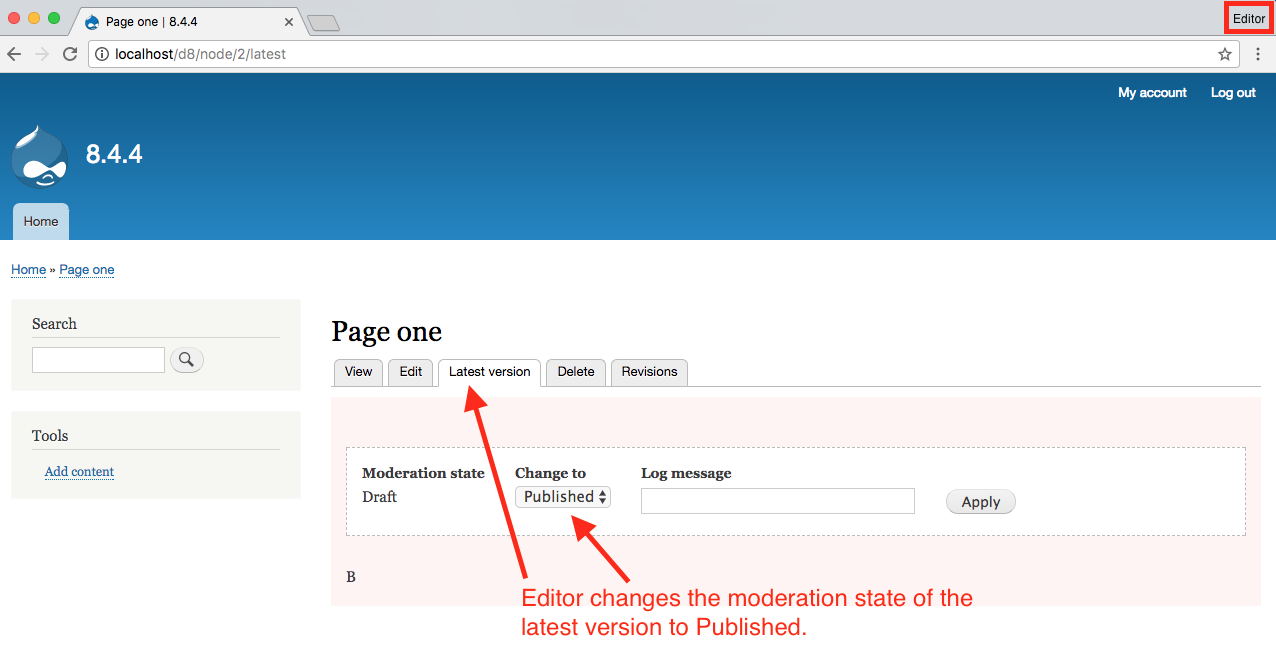 Page one | 8.4.4
Editor
localhost/d8/node/2/latest
My account Log out
8.4.4
Home
Home » Page one
Search
Page one
View Edit Latest version Delete Revisions
Tools
Add content
Moderation state Change to Log message
Draft Published Apply
B
Editor changes the moderation state of the
latest version to Published.